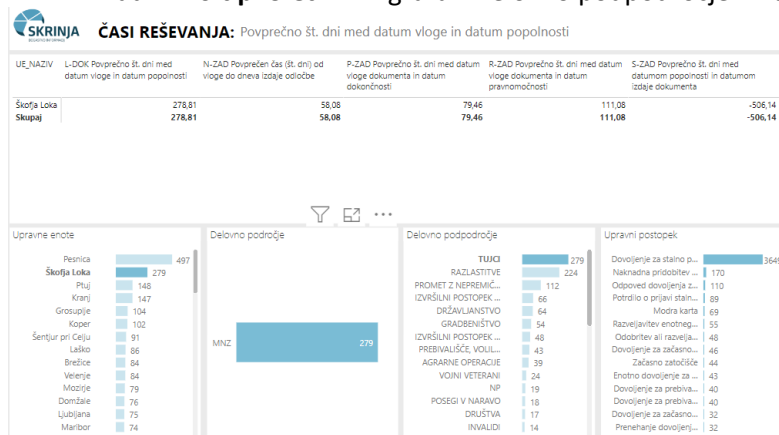 SKRINJA ČASI REŠEVANJA: Povprečno št. dni med datum vloge in datum popolnosti
UE_NAZIV L-DOK Povprečno št. dni med datum vloge in datum popolnosti N-ZAD Povprečen čas (št. dni) od vloge do dneva izdaje odločbe P-ZAD Povprečno št. dni med datum vloge dokumenta in datum dokončnosti R-ZAD Povprečno št. dni med datum vloge dokumenta in datum pravnomočnosti S-ZAD Povprečno št. dni med datumom popolnosti in datumom izdaje dokumenta
Škofja Loka 278,81 58,08 79,46 111,08 -506,14
Skupaj 278,81 58,08 79,46 111,08 -506,14
Upravne enote
Pesnica 497
Škofja Loka 279
Ptuj 148
Kranj 147
Grosuplje 104
Koper 102
Šentjur pri Celju 91
Laško 86
Brežice 84
Velenje 84
Mozirje 79
Domžale 76
Ljubljana 75
Maribor 74
Delovno področje
MNZ 279
Delovno podpodročje
TUJCI 279
RAZLASTITVE 224
PROMET Z NEPREMIČ... 112
IZVRŠILNI POSTOPEK ... 66
DRŽAVLJANSTVO 64
GRADBENIŠTVO 54
IZVRŠILNI POSTOPEK ... 48
PREBIVALIŠČE, VOLIL... 43
AGRARNE OPERACIJE 39
VOJNI VETERANI 24
NP 19
POSEGI V NARAVO 18
DRUŠTVA 17
INVALIDI 14
Upravni postopek
Dovoljenje za stalno p... 3649
Naknadna pridobitev ... 170
Odpoved dovoljenja z... 110
Potrdilo o prijavi staln... 89
Modra karta 69
Razveljavitev enotneg... 55
Odobritev ali razvelja... 48
Dovoljenje za začasno... 46
Začasno zatočišče 44
Enotno dovoljenje za ... 43
Dovoljenje za prebiva... 40
Dovoljenje za prebiva... 40
Dovoljenje za začasno... 32
Prenehanje dovoljenj... 32